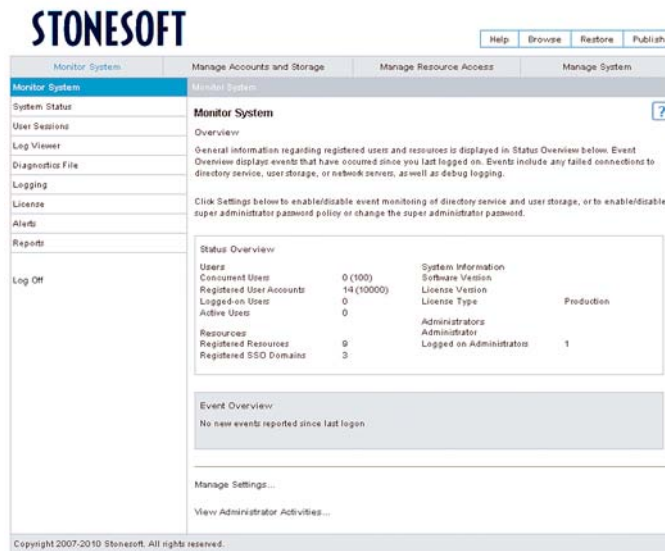 STONESOFT
Help Browse Restore Publish
Monitor System Manage Accounts and Storage Manage Resource Access Manage System
Monitor System
Monitor System
System Status
User Sessions
Log Viewer
Diagnostics File
Logging
License
Alerts
Reports
Log Off
Monitor System
?
Overview
General information regarding registered users and resources is displayed in Status Overview below. Event
Overview displays events that have occurred since you last logged on. Events include any failed connections to
directory service, user storage, or network servers, as well as debug logging.
Click Settings below to enable/disable event monitoring of directory service and user storage, or to enable/disable
super administrator password policy or change the super administrator password.
Status Overview
Users
Concurrent Users 0 (100)
Registered User Accounts 14 (10000)
Logged-on Users 0
Active Users 0
Resources
Registered Resources 9
Registered SSO Domains 3
System Information
Software Version
License Version
License Type Production
Administrators
Administrator
Logged on Administrators 1
Event Overview
No new events reported since last logon
Manage Settings...
View Administrator Activities...
Copyright 2007-2010 Stonesoft. All rights reserved.